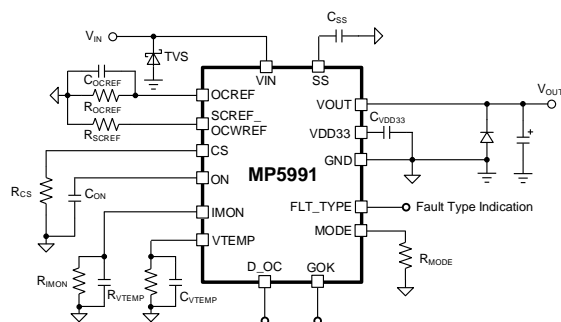 VIN
TVS
CSS
COCREF
ROCREF
RSCREF
VIN
SS
OCREF
SCREF_
OCWREF
CS
ON
IMON
VTEMP
MP5991
VOUT
VDD33
GND
FLT_TYPE
MODE
D_OC
GOK
CVDD33
VOUT
+
Fault Type Indication
RMODE
RCS
CON
RIMON
RVTEMP
CVTEMP